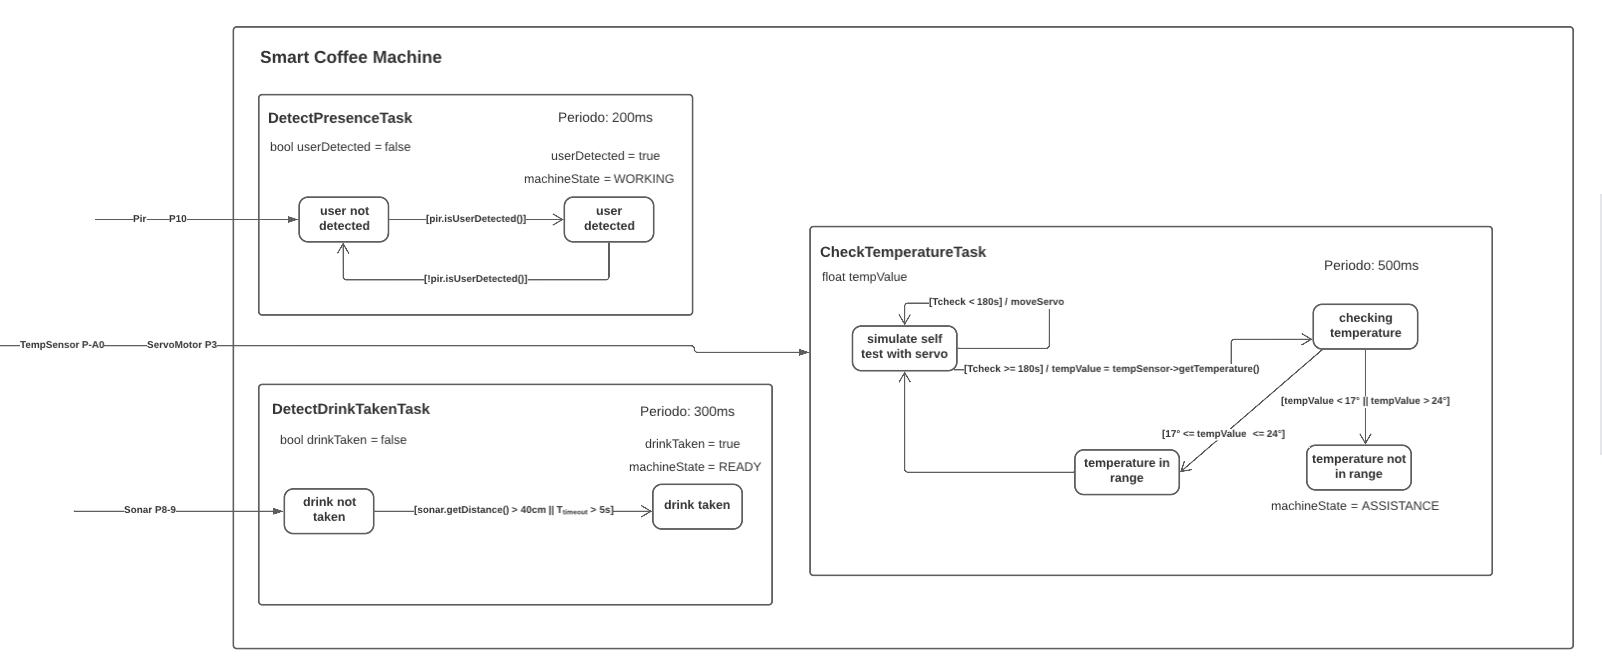 Smart Coffee Machine
DetectPresenceTask
Periodo: 200ms
bool userDetected = false
userDetected = true
machineState = WORKING
Pir
P10
user not
detected
[pir.isUserDetected()]
user
detected
[!pir.isUserDetected()]
TempSensor P-A0
ServoMotor P3
CheckTemperatureTask
Periodo: 500ms
float tempValue
[Tcheck < 180s] / moveServo
simulate self
test with servo
checking
temperature
[Tcheck >= 180s] / tempValue = tempSensor->getTemperature()
[tempValue < 17° || tempValue > 24°]
[17° <= tempValue <= 24°]
temperature in
range
temperature not
in range
machineState = ASSISTANCE
DetectDrinkTakenTask
Periodo: 300ms
bool drinkTaken = false
drinkTaken = true
machineState = READY
Sonar P8-9
drink not
taken
[sonar.getDistance() > 40cm || Ttimeout > 5s]
drink taken